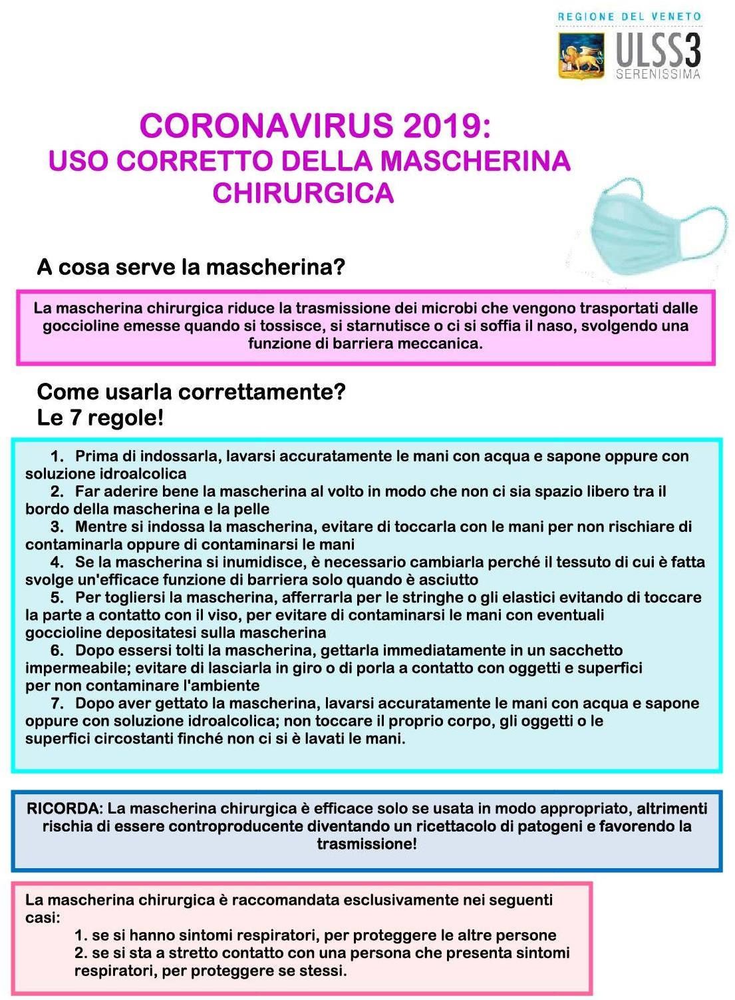 REGIONE DEL VENETO
ULSS3
SERENISSIMA
CORONAVIRUS 2019:
USO CORRETTO DELLA MASCHERINA
CHIRURGICA
A cosa serve la mascherina?
La mascherina chirurgica riduce la trasmissione dei microbi che vengono trasportati dalle
goccioline emesse quando si tossisce, si starnutisce o ci si soffia il naso, svolgendo una
funzione di barriera meccanica.
Come usarla correttamente?
Le 7 regole!
1. Prima di indossarla, lavarsi accuratamente le mani con acqua e sapone oppure con
soluzione idroalcolica
2. Far aderire bene la mascherina al volto in modo che non ci sia spazio libero tra il
bordo della mascherina e la pelle
3. Mentre si indossa la mascherina, evitare di toccarla con le mani per non rischiare di
contaminarla oppure di contaminarsi le mani
4. Se la mascherina si inumidisce, è necessario cambiarla perché il tessuto di cui è fatta
svolge un'efficace funzione di barriera solo quando è asciutto
5. Per togliersi la mascherina, afferrarla per le stringhe o gli elastici evitando di toccare
la parte a contatto con il viso, per evitare di contaminarsi le mani con eventuali
goccioline depositatesi sulla mascherina
6. Dopo essersi tolti la mascherina, gettarla immediatamente in un sacchetto
impermeabile; evitare di lasciarla in giro o di porla a contatto con oggetti e superfici
per non contaminare l'ambiente
7. Dopo aver gettato la mascherina, lavarsi accuratamente le mani con acqua e sapone
oppure con soluzione idroalcolica; non toccare il proprio corpo, gli oggetti o le
superfici circostanti finché non ci si è lavati le mani.
RICORDA: La mascherina chirurgica è efficace solo se usata in modo appropriato, altrimenti
rischia di essere controproducente diventando un ricettacolo di patogeni e favorendo la
trasmissione!
La mascherina chirurgica è raccomandata esclusivamente nei seguenti
casi:
1. se si hanno sintomi respiratori, per proteggere le altre persone
2. se si sta a stretto contatto con una persona che presenta sintomi
respiratori, per proteggere se stessi.